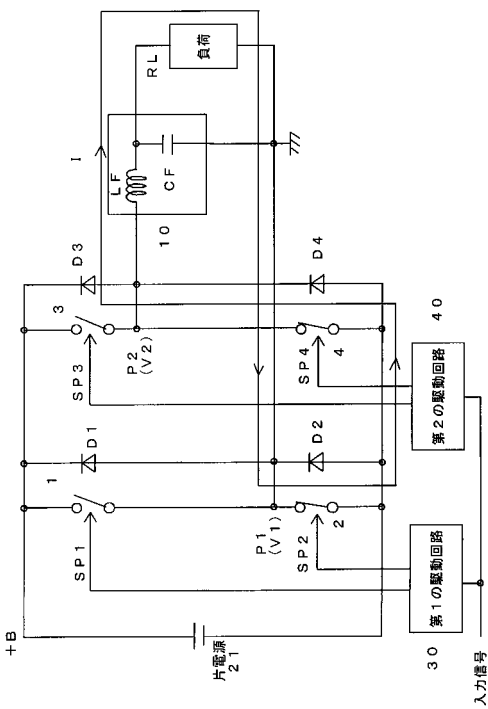 +B
片電源
21
SP1
1
D1
SP3
3
D3
P2
(V2)
P1
(V1)
SP2
2
D2
SP4
4
D4
I
LF
CF
10
RL
負荷
第1の駆動回路
30
第2の駆動回路
40
入力信号